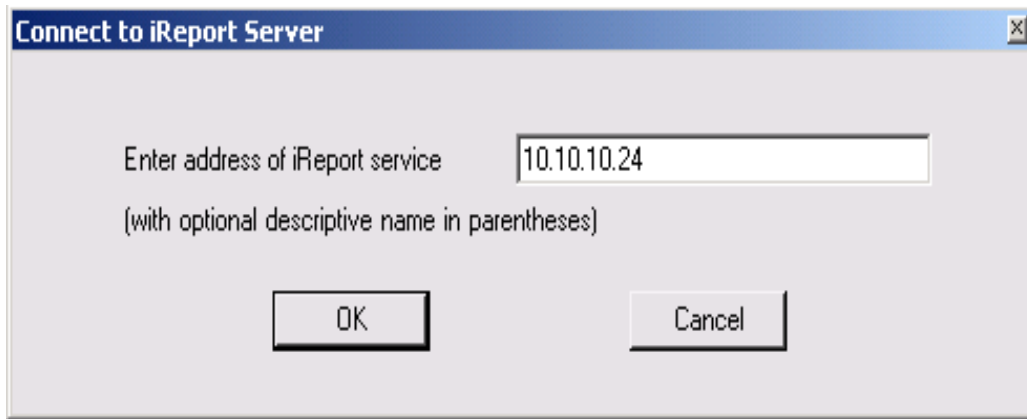 Connect to iReport Server
Enter address of iReport service 10.10.10.24
(with optional descriptive name in parentheses)
OK Cancel